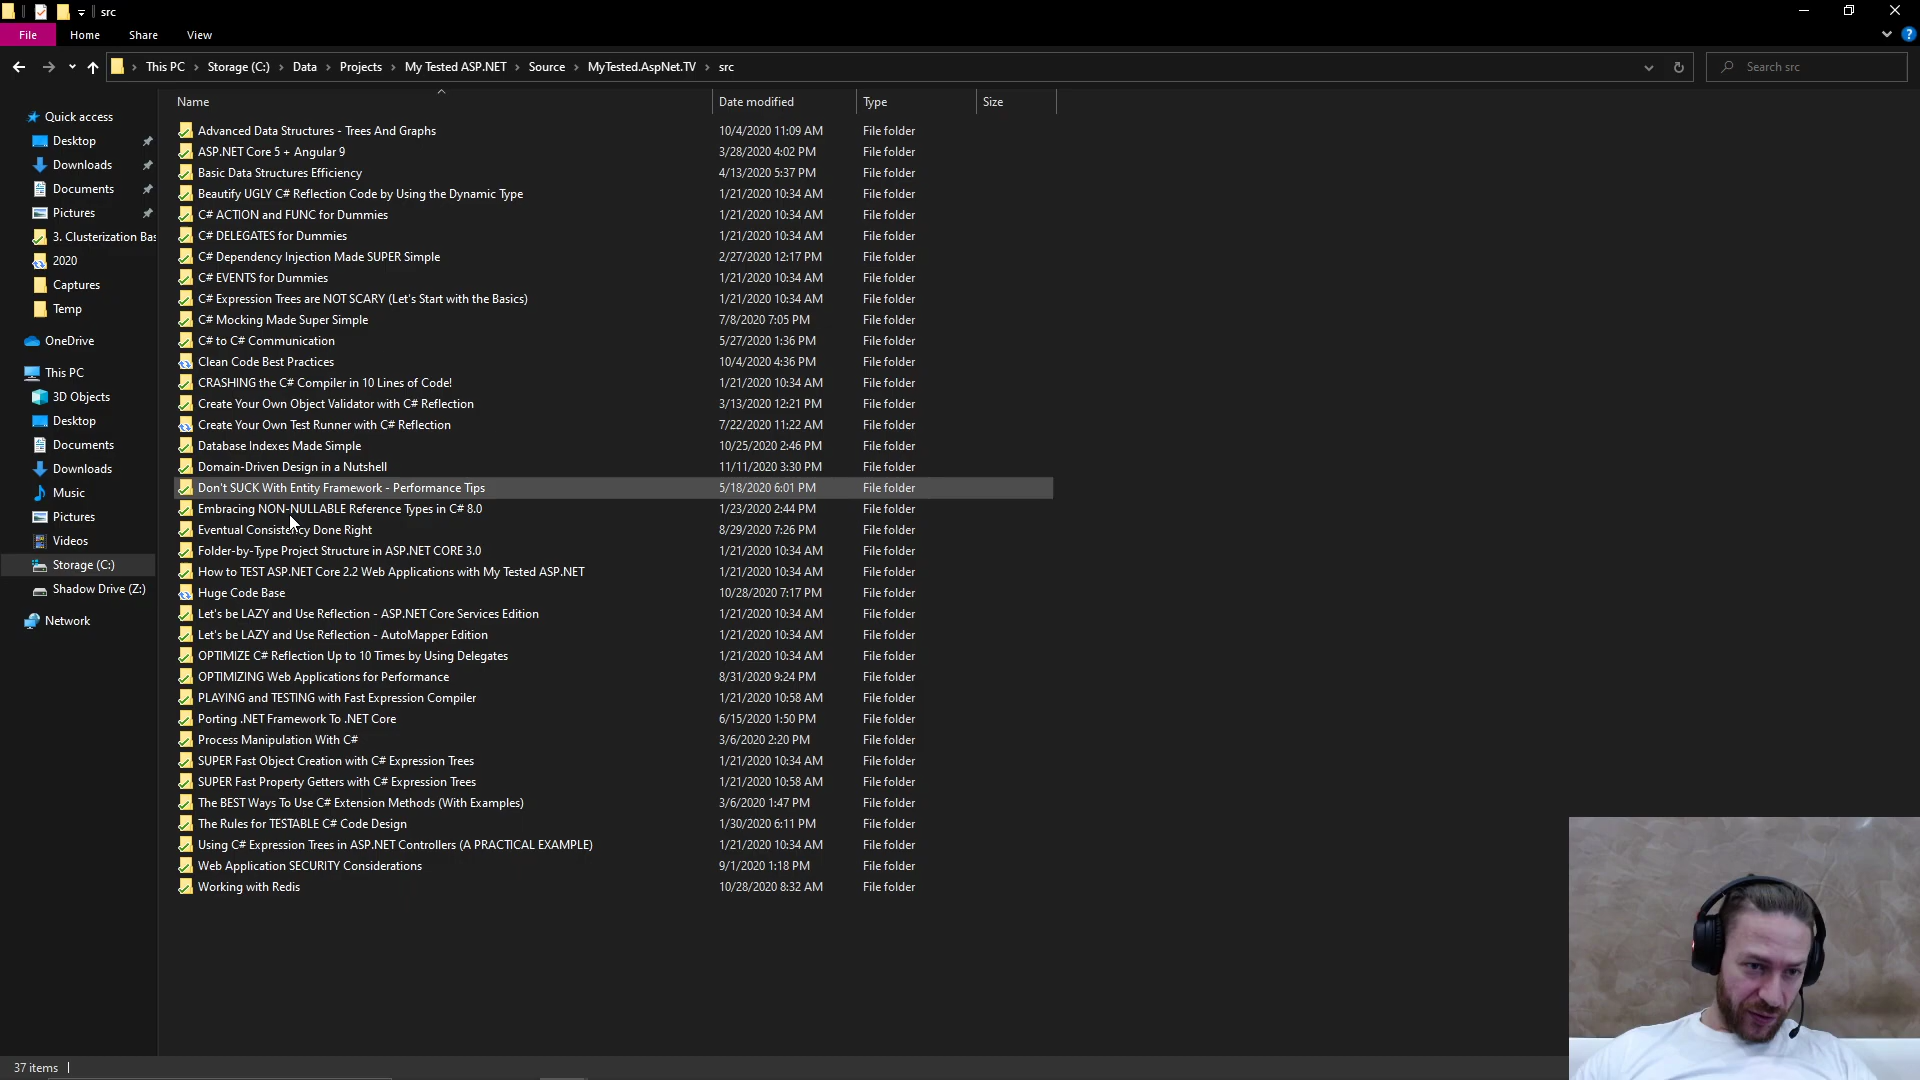 src
File
Home
Share
View
This PC
Storage (C:)
Data
Projects
My Tested ASP.NET
Source
MyTested.AspNet.TV
src
Search src
Name
Date modified
Type
Size
Quick access
Desktop
Downloads
Documents
Pictures
3. Clusterization Bas
2020
Captures
Temp
OneDrive
This PC
3D Objects
Desktop
Documents
Downloads
Music
Pictures
Videos
Storage (C:)
Shadow Drive (Z:)
Network
Advanced Data Structures - Trees And Graphs 10/4/2020 11:09 AM File folder
ASP.NET Core 5 + Angular 9 3/28/2020 4:02 PM File folder
Basic Data Structures Efficiency 4/13/2020 5:37 PM File folder
Beautify UGLY C# Reflection Code by Using the Dynamic Type 1/21/2020 10:34 AM File folder
C# ACTION and FUNC for Dummies 1/21/2020 10:34 AM File folder
C# DELEGATES for Dummies 1/21/2020 10:34 AM File folder
C# Dependency Injection Made SUPER Simple 2/27/2020 12:17 PM File folder
C# EVENTS for Dummies 1/21/2020 10:34 AM File folder
C# Expression Trees are NOT SCARY (Let's Start with the Basics) 1/21/2020 10:34 AM File folder
C# Mocking Made Super Simple 7/8/2020 7:05 PM File folder
C# to C# Communication 5/27/2020 1:36 PM File folder
Clean Code Best Practices 10/4/2020 4:36 PM File folder
CRASHING the C# Compiler in 10 Lines of Code! 1/21/2020 10:34 AM File folder
Create Your Own Object Validator with C# Reflection 3/13/2020 12:21 PM File folder
Create Your Own Test Runner with C# Reflection 7/22/2020 11:22 AM File folder
Database Indexes Made Simple 10/25/2020 2:46 PM File folder
Domain-Driven Design in a Nutshell 11/11/2020 3:30 PM File folder
Don't SUCK With Entity Framework - Performance Tips 5/18/2020 6:01 PM File folder
Embracing NON-NULLABLE Reference Types in C# 8.0 1/23/2020 2:44 PM File folder
Eventual Consistency Done Right 8/29/2020 7:26 PM File folder
Folder-by-Type Project Structure in ASP.NET CORE 3.0 1/21/2020 10:34 AM File folder
How to TEST ASP.NET Core 2.2 Web Applications with My Tested ASP.NET 1/21/2020 10:34 AM File folder
Huge Code Base 10/28/2020 7:17 PM File folder
Let's be LAZY and Use Reflection - ASP.NET Core Services Edition 1/21/2020 10:34 AM File folder
Let's be LAZY and Use Reflection - AutoMapper Edition 1/21/2020 10:34 AM File folder
OPTIMIZE C# Reflection Up to 10 Times by Using Delegates 1/21/2020 10:34 AM File folder
OPTIMIZING Web Applications for Performance 8/31/2020 9:24 PM File folder
PLAYING and TESTING with Fast Expression Compiler 1/21/2020 10:58 AM File folder
Porting .NET Framework To .NET Core 6/15/2020 1:50 PM File folder
Process Manipulation With C# 3/6/2020 2:20 PM File folder
SUPER Fast Object Creation with C# Expression Trees 1/21/2020 10:34 AM File folder
SUPER Fast Property Getters with C# Expression Trees 1/21/2020 10:58 AM File folder
The BEST Ways To Use C# Extension Methods (With Examples) 3/6/2020 1:47 PM File folder
The Rules for TESTABLE C# Code Design 1/30/2020 6:11 PM File folder
Using C# Expression Trees in ASP.NET Controllers (A PRACTICAL EXAMPLE) 1/21/2020 10:34 AM File folder
Web Application SECURITY Considerations 9/1/2020 1:18 PM File folder
Working with Redis 10/28/2020 8:32 AM File folder
37 items